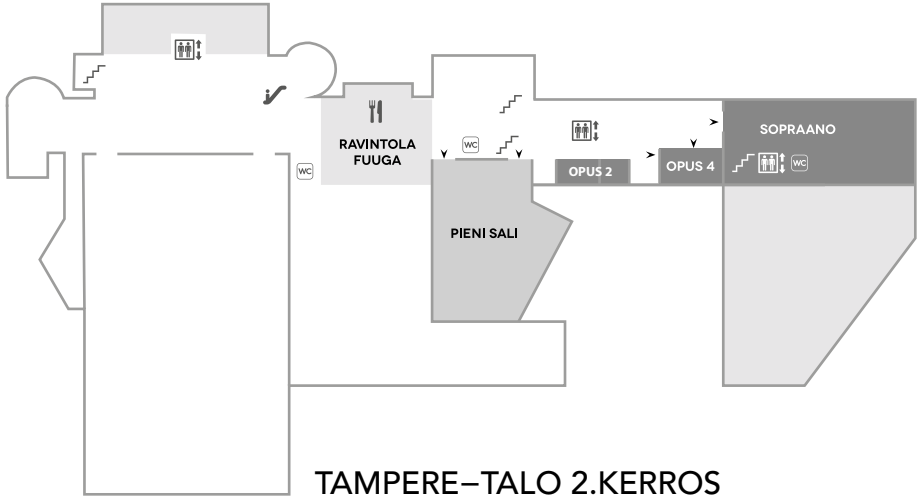 RAVINTOLA
FUUGA
WC
WC
SOPRAANO
OPUS 2
OPUS 4
WC
PIENI SALI
TAMPERE–TALO 2.KERROS